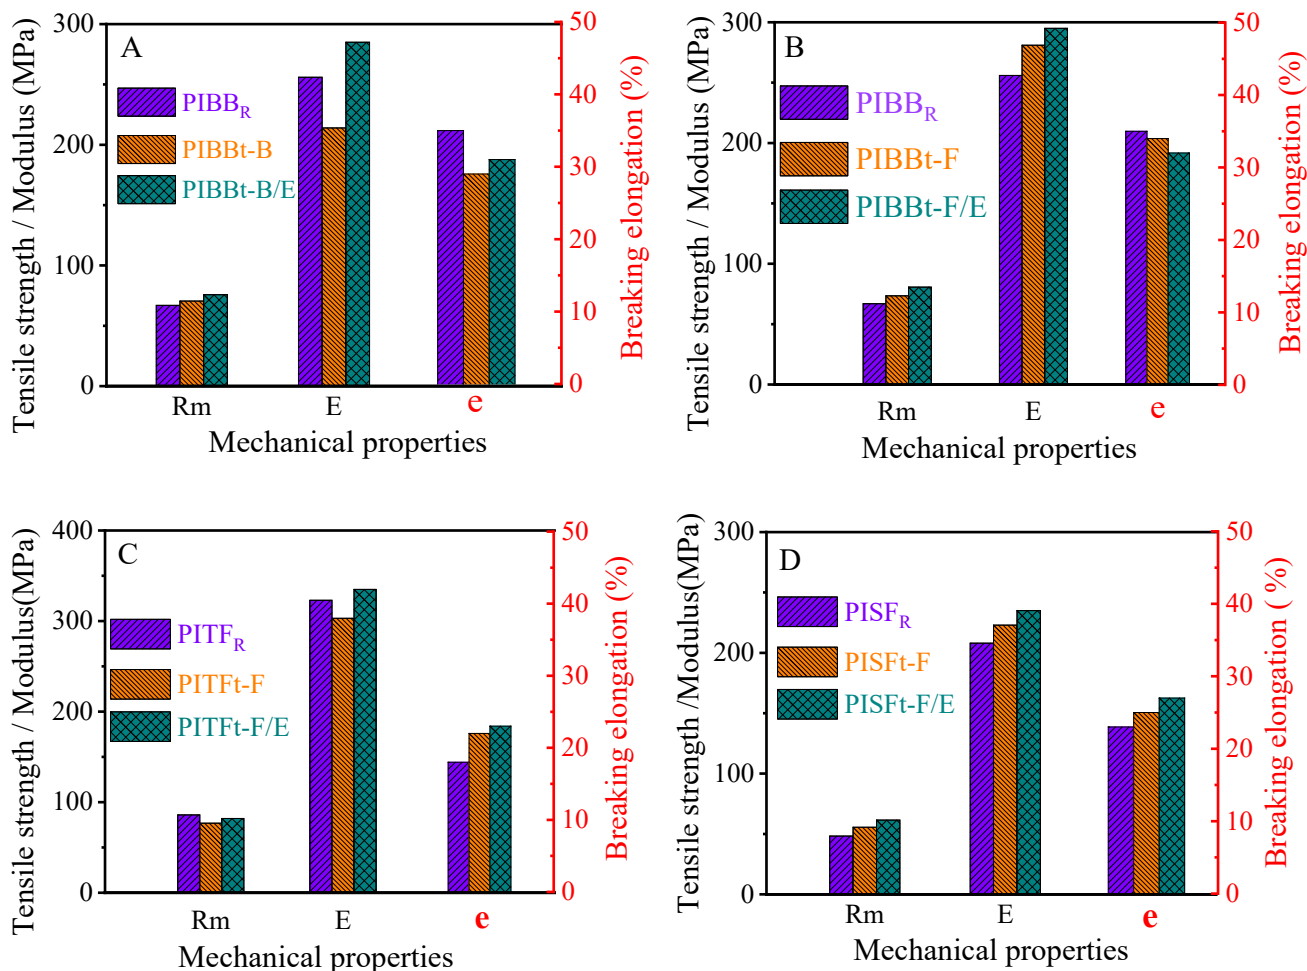 A
Tensile strength / Modulus (MPa)
300
200
100
0
PIBB_R
PIBBt-B
PIBBt-B/E
Rm E e
Mechanical properties
50
40
30
20
10
0
Breaking elongation (%)
B
Tensile strength / Modulus (MPa)
300
200
100
0
PIBB_R
PIBBt-F
PIBBt-F/E
Rm E e
Mechanical properties
50
40
30
20
10
0
Breaking elongation (%)
C
Tensile strength / Modulus(MPa)
400
300
200
100
0
PITF_R
PITFt-F
PITFt-F/E
Rm E e
Mechanical properties
50
40
30
20
10
0
Breaking elongation (%)
D
Tensile strength /Modulus(MPa)
300
200
100
0
PISF_R
PISFt-F
PISFt-F/E
Rm E e
Mechanical properties
50
40
30
20
10
0
Breaking elongation ( %)